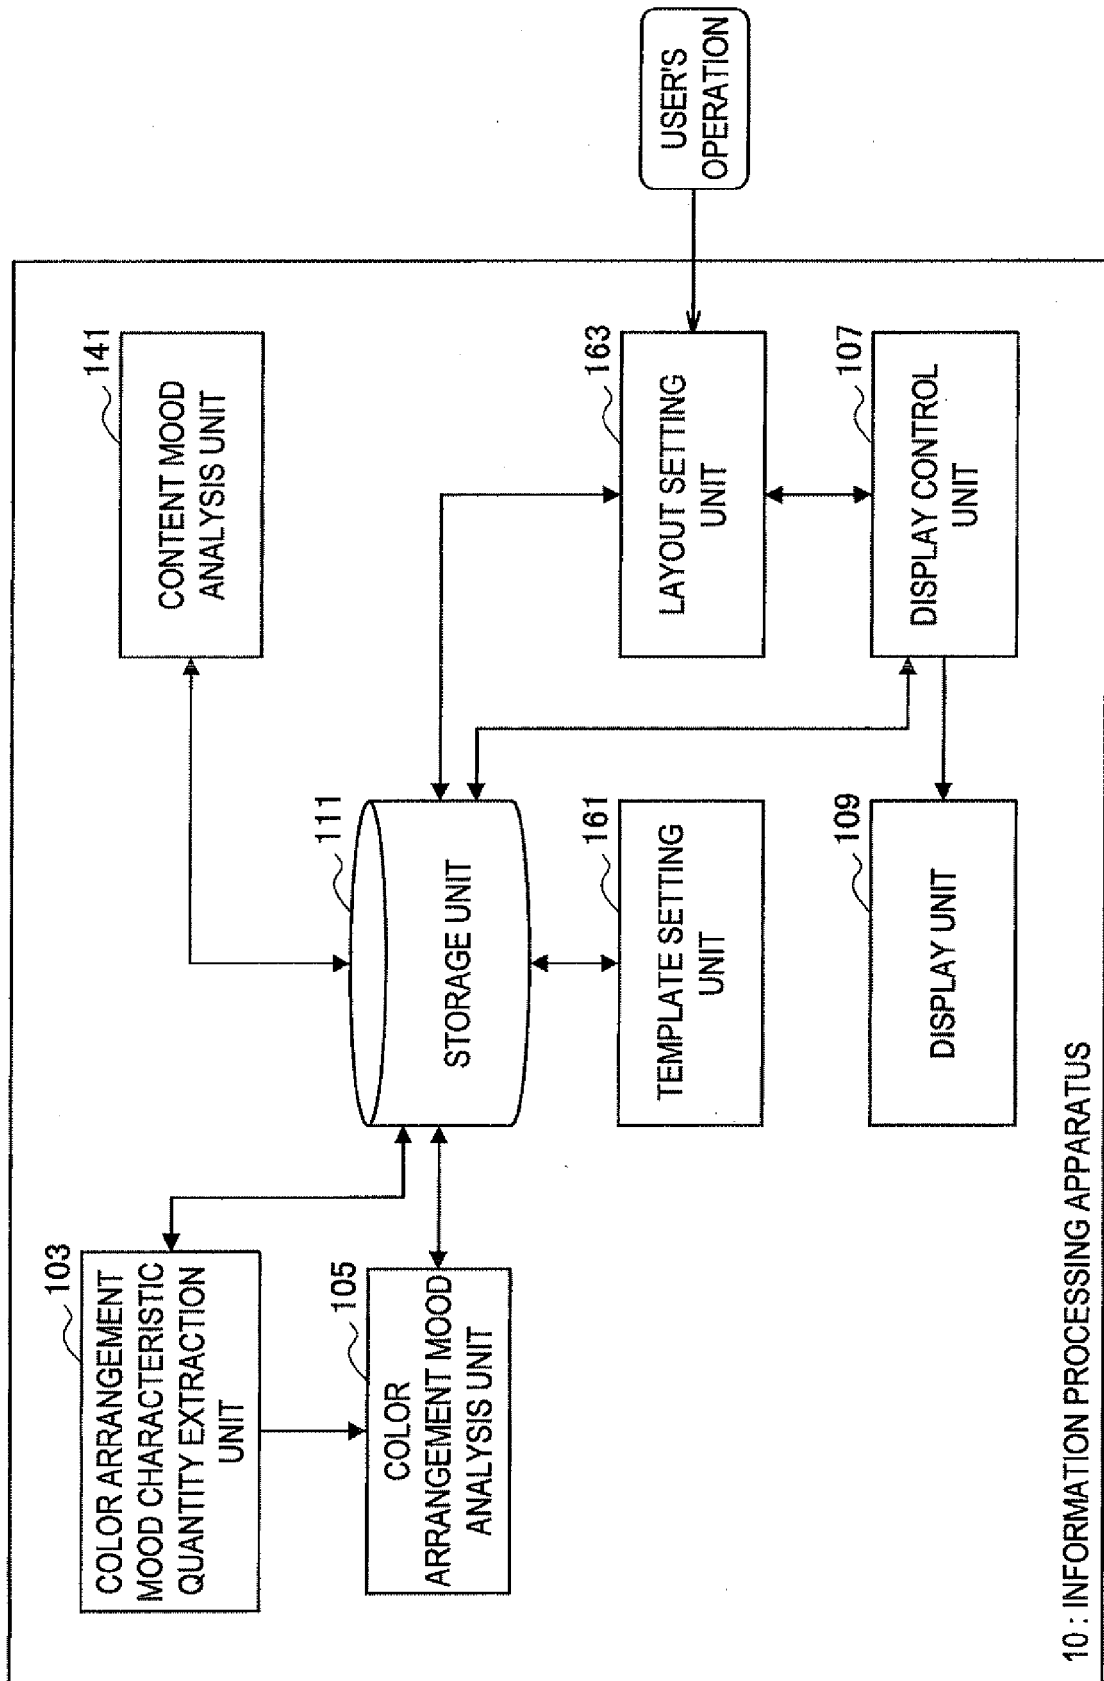 103
COLOR ARRANGEMENT
MOOD CHARACTERISTIC
QUANTITY EXTRACTION
UNIT
105
COLOR
ARRANGEMENT MOOD
ANALYSIS UNIT
111
STORAGE UNIT
141
CONTENT MOOD
ANALYSIS UNIT
161
TEMPLATE SETTING
UNIT
163
LAYOUT SETTING
UNIT
USER'S
OPERATION
109
DISPLAY UNIT
107
DISPLAY CONTROL
UNIT
10 : INFORMATION PROCESSING APPARATUS